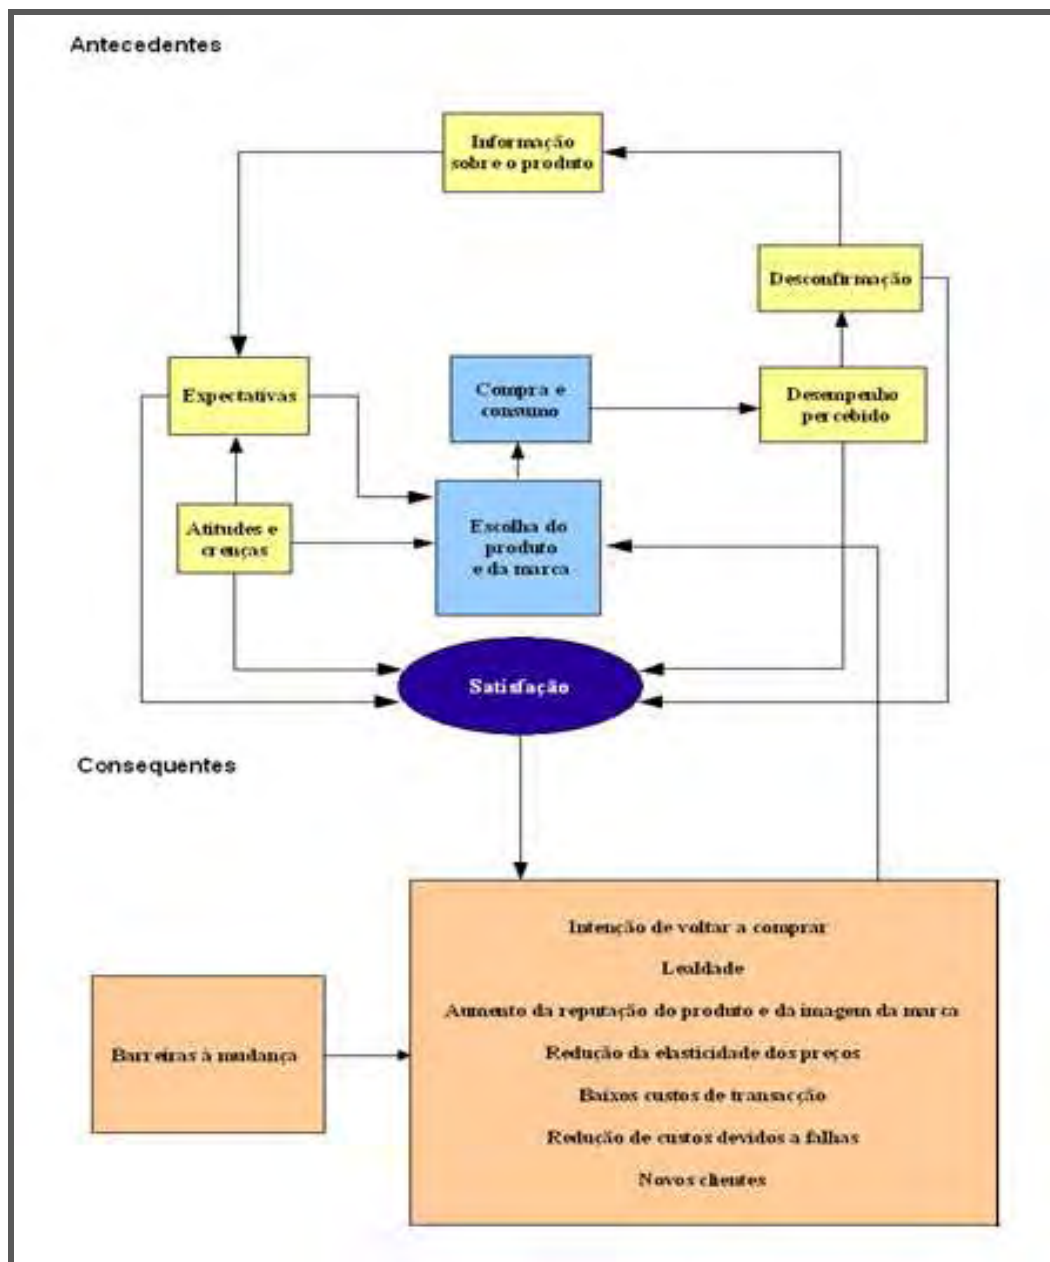 Antecedentes
Informação
sobre o produto
Desconfirmação
Expectativas
Compra e
consumo
Desempenho
percebido
Atitudes e
crenças
Escolha do
produto
e da marca
Satisfação
Consequentes
Intenção de voltar a comprar
Lealdade
Aumento da reputação do produto e da imagem da marca
Barreiras à mudança
Redução da elasticidade dos preços
Baixos custos de transacção
Redução de custos devidos a falhas
Novos clientes